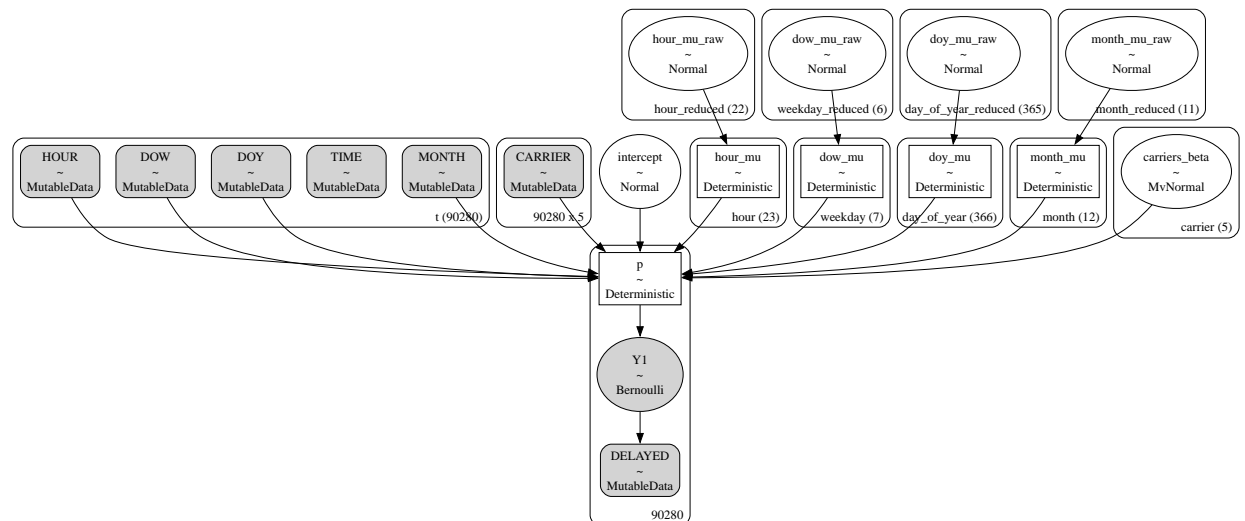 hour_mu_raw
~
Normal
hour_reduced (22)
dow_mu_raw
~
Normal
weekday_reduced (6)
doy_mu_raw
~
Normal
day_of_year_reduced (365)
month_mu_raw
~
Normal
month_reduced (11)
HOUR
~
MutableData
DOW
~
MutableData
DOY
~
MutableData
TIME
~
MutableData
MONTH
~
MutableData
t (90280)
CARRIER
~
MutableData
90280 x 5
intercept
~
Normal
hour_mu
~
Deterministic
hour (23)
dow_mu
~
Deterministic
weekday (7)
doy_mu
~
Deterministic
day_of_year (366)
month_mu
~
Deterministic
month (12)
carriers_beta
~
MvNormal
carrier (5)
p
~
Deterministic
Y1
~
Bernoulli
DELAYED
~
MutableData
90280